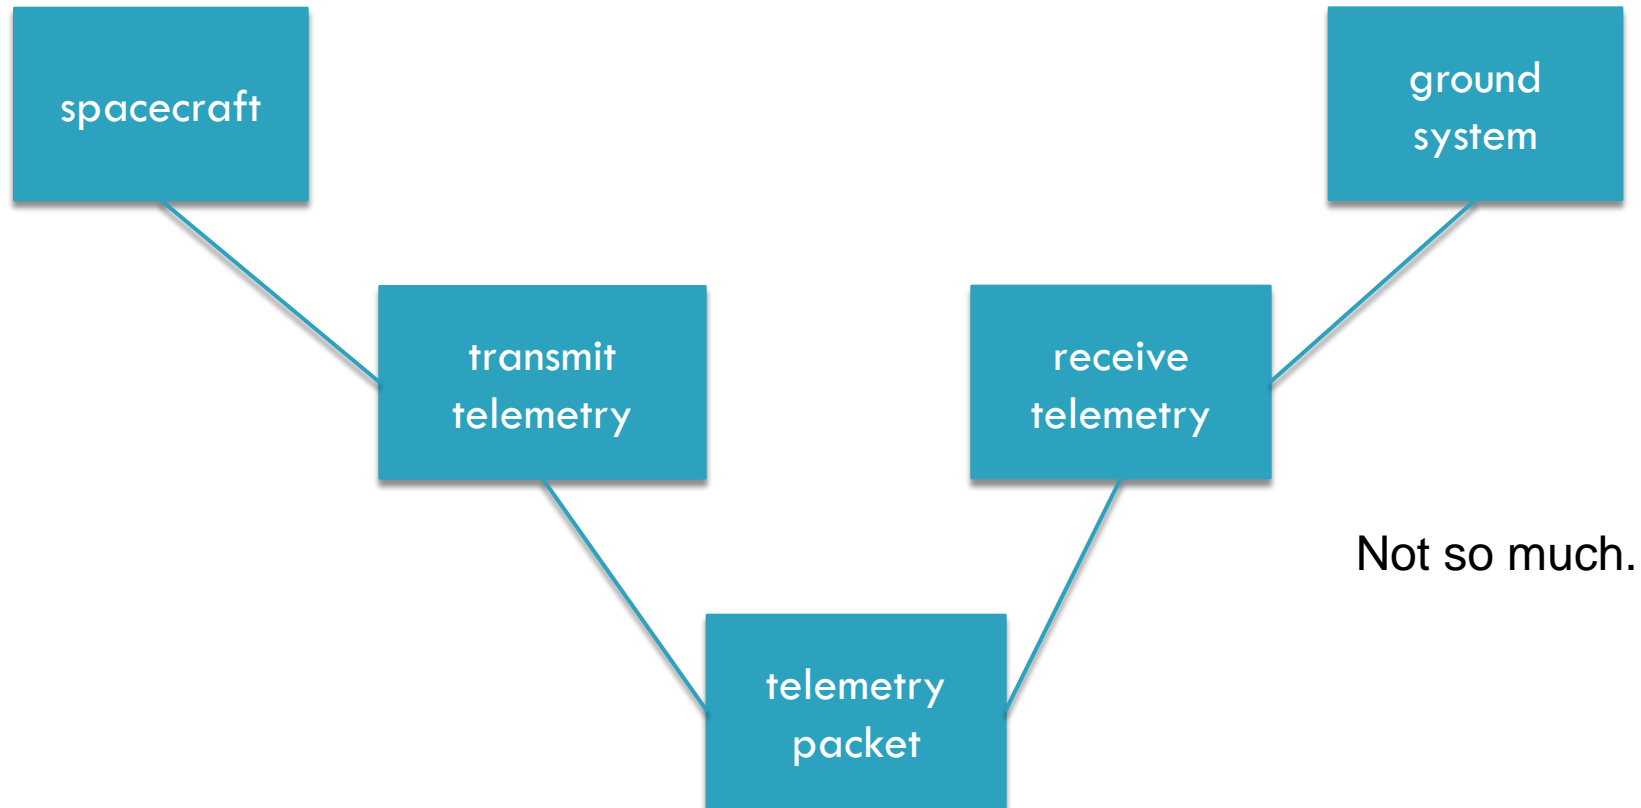 spacecraft
ground
system
transmit
telemetry
receive
telemetry
Not so much.
telemetry
packet